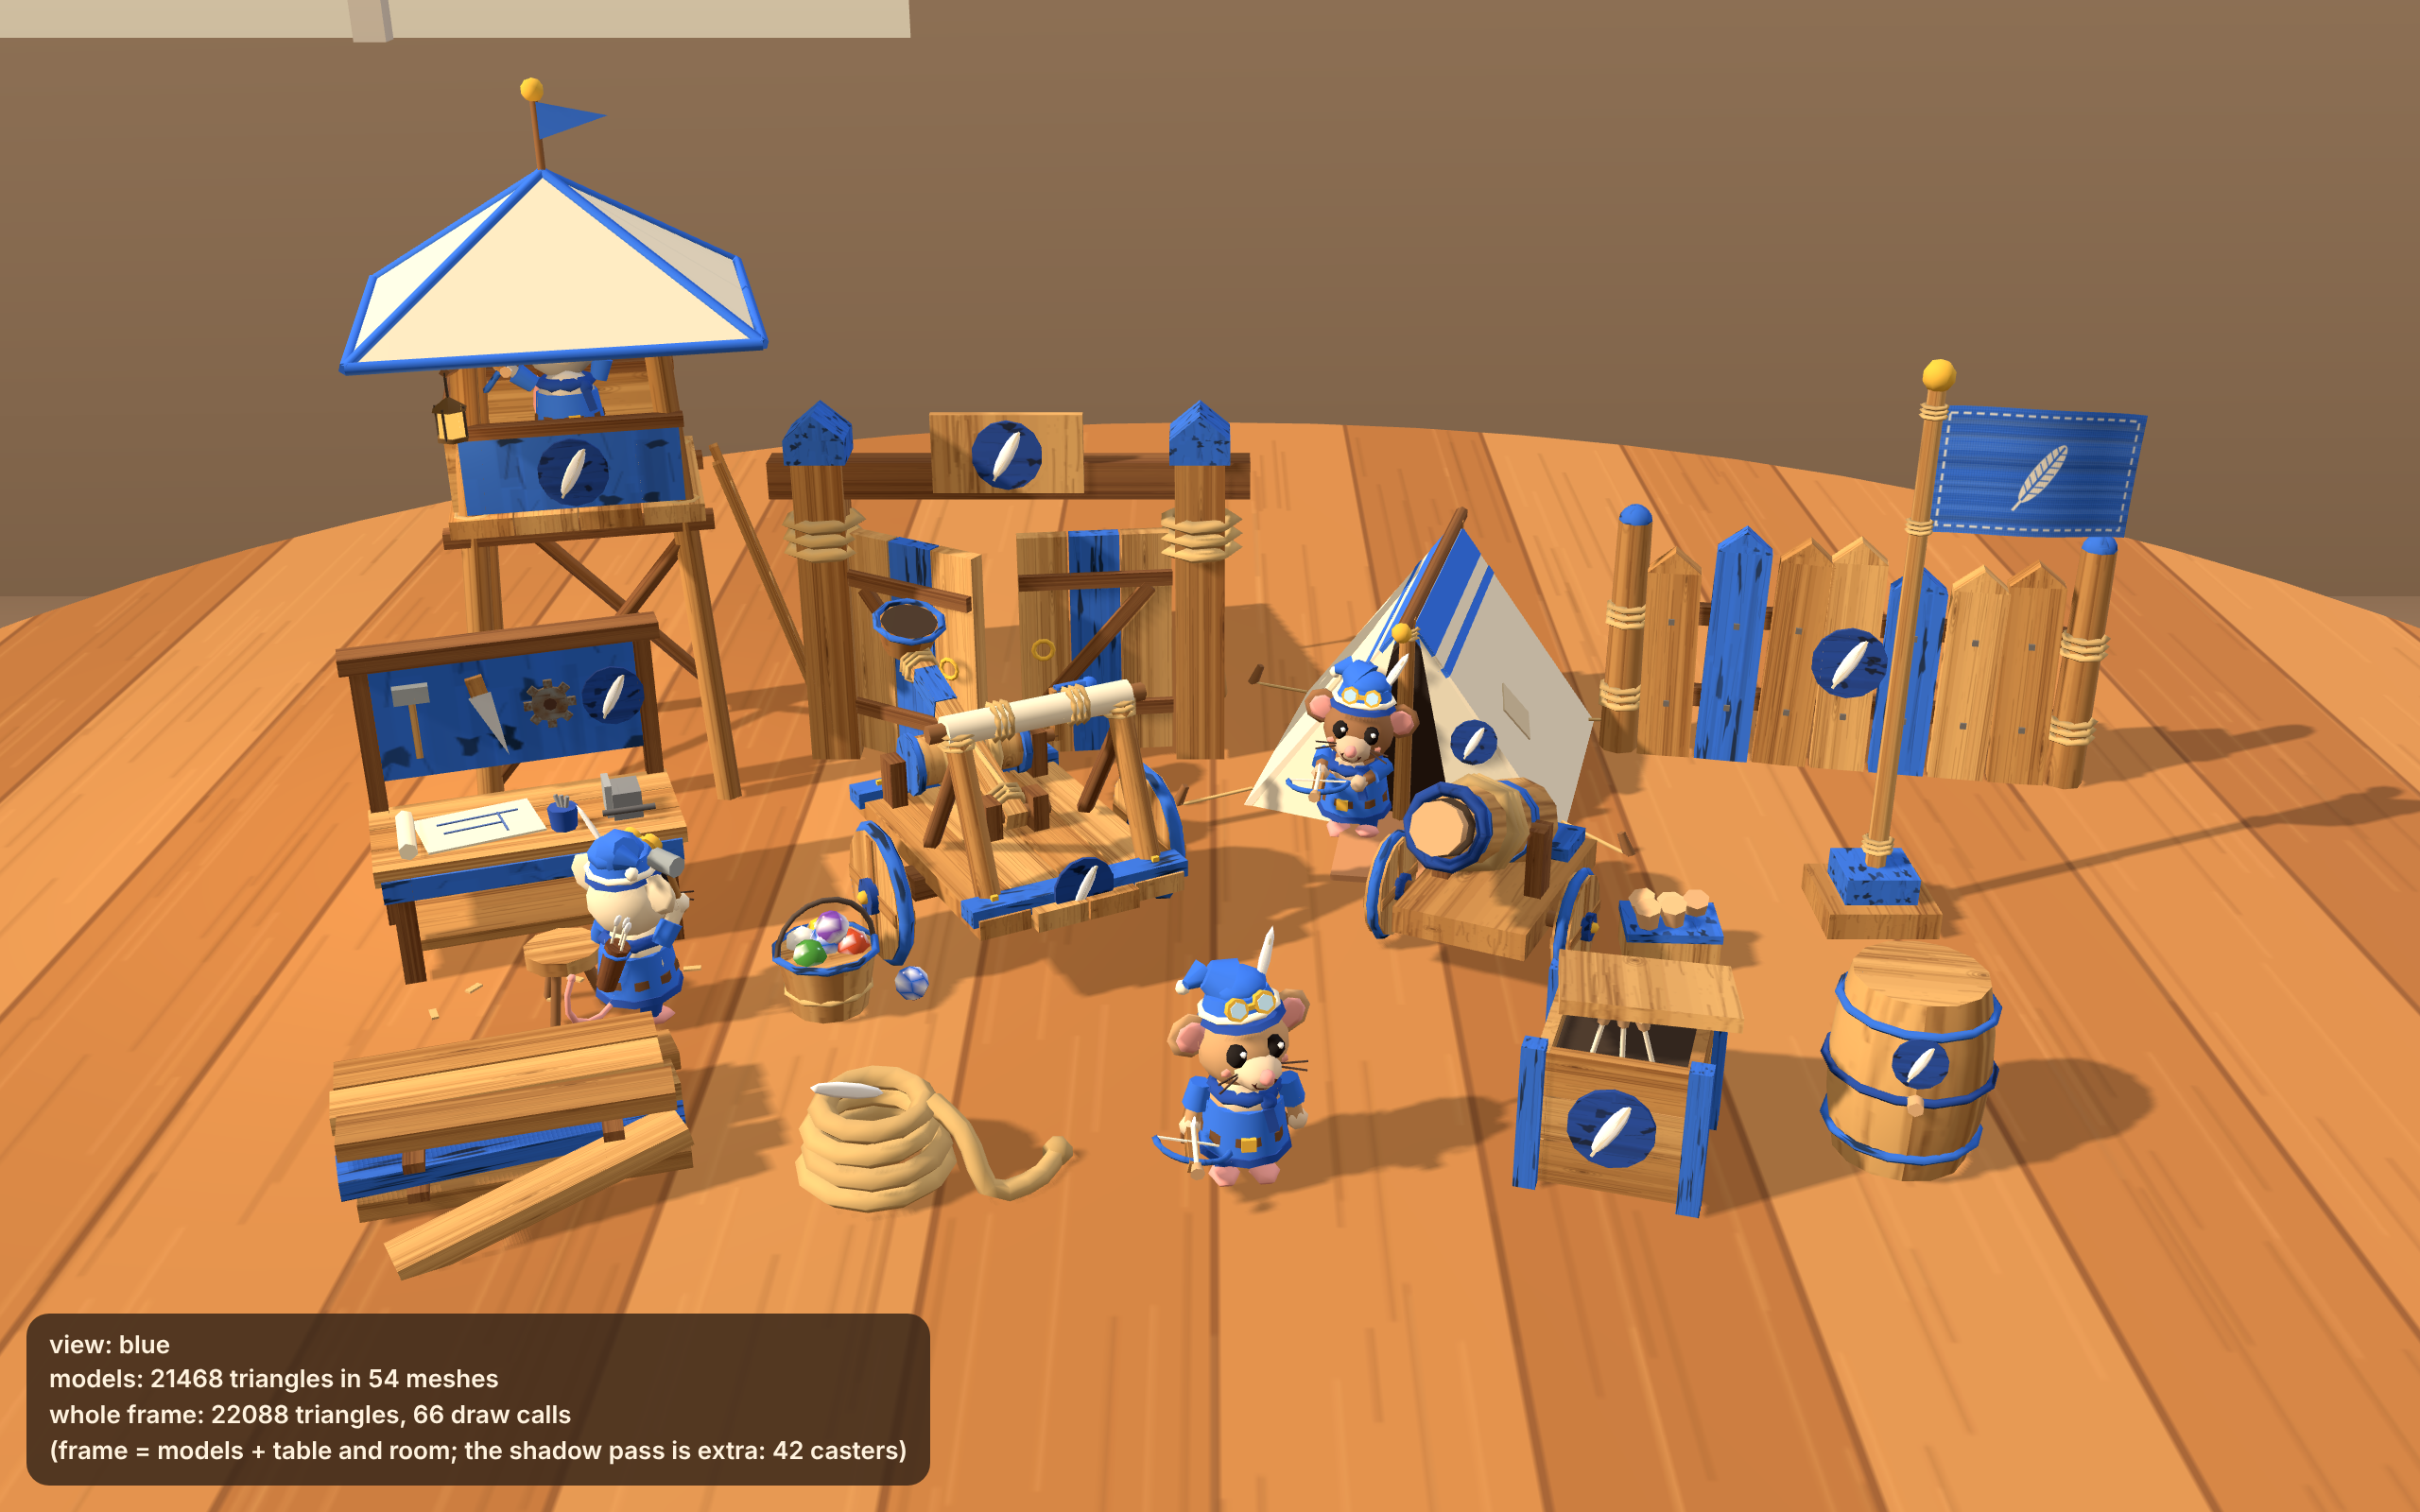 view: blue
models: 21468 triangles in 54 meshes
whole frame: 22088 triangles, 66 draw calls
(frame = models + table and room; the shadow pass is extra: 42 casters)